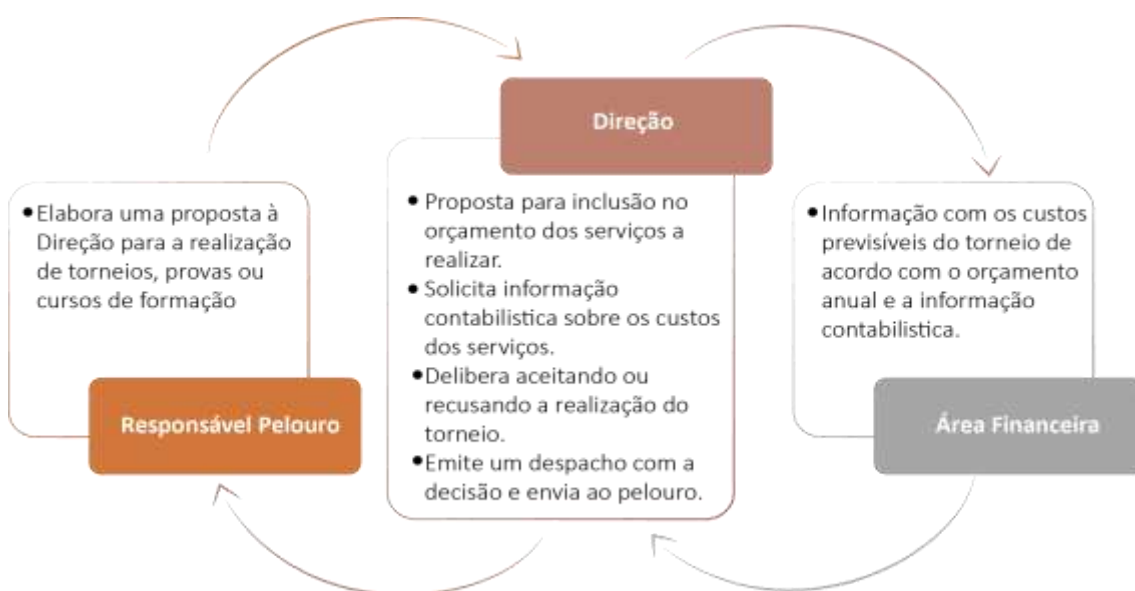 Direção
• Elabora uma proposta à
Direção para a realização
de torneios, provas ou
cursos de formação
Responsável Pelouro
• Proposta para inclusão no
orçamento dos serviços a
realizar.
• Solicita informação
contabilistica sobre os custos
dos serviços.
• Delibera aceitando ou
recusando a realização do
torneio.
• Emite um despacho com a
decisão e envia ao pelouro.
• Informação com os custos
previsíveis do torneio de
acordo com o orçamento
anual e a informação
contabilistica.
Área Financeira